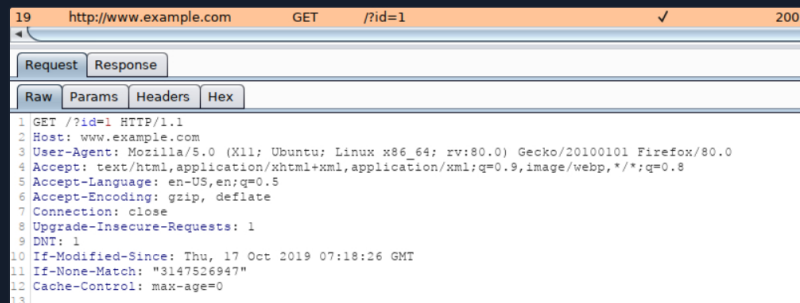 19 http://www.example.com GET /?id=1 ✓ 200
Request Response
Raw Params Headers Hex
1 GET /?id=1 HTTP/1.1
2 Host: www.example.com
3 User-Agent: Mozilla/5.0 (X11; Ubuntu; Linux x86_64; rv:80.0) Gecko/20100101 Firefox/80.0
4 Accept: text/html,application/xhtml+xml,application/xml;q=0.9,image/webp,*/*;q=0.8
5 Accept-Language: en-US,en;q=0.5
6 Accept-Encoding: gzip, deflate
7 Connection: close
8 Upgrade-Insecure-Requests: 1
9 DNT: 1
10 If-Modified-Since: Thu, 17 Oct 2019 07:18:26 GMT
11 If-None-Match: "3147526947"
12 Cache-Control: max-age=0
13